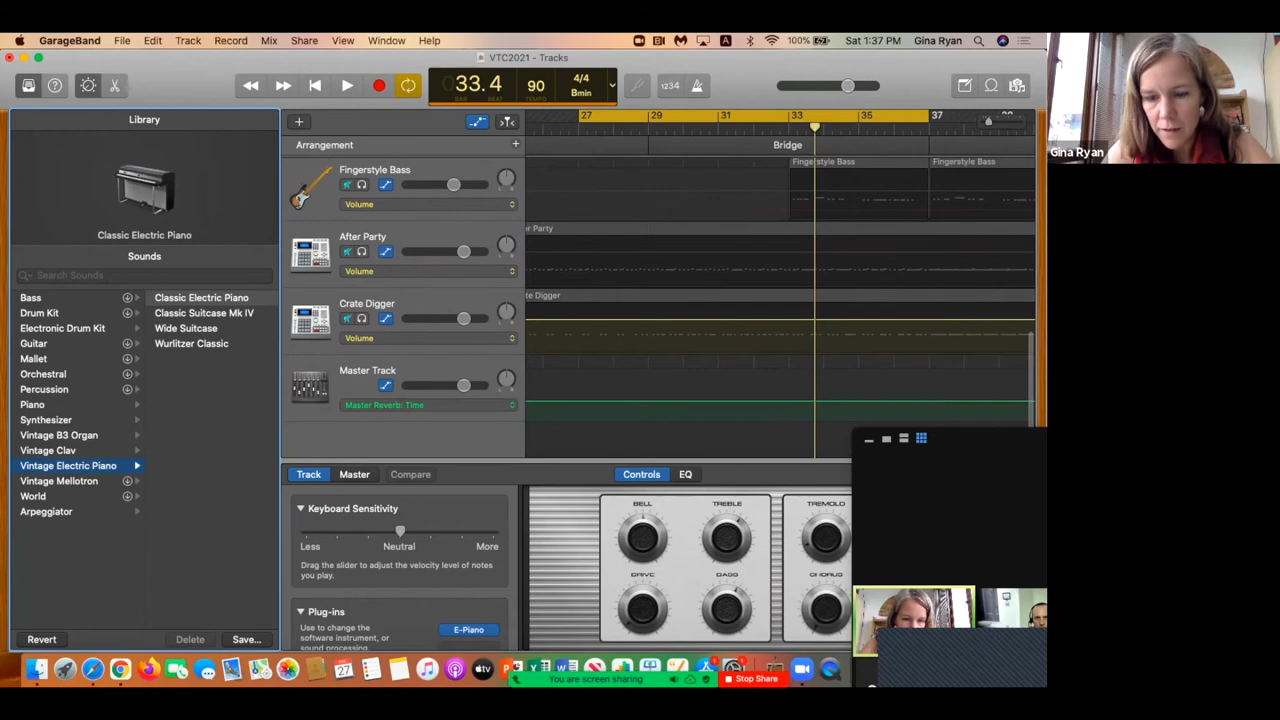 GarageBand File Edit Track Record Mix Share View Window Help 100% Sat 1:37 PM Gina Ryan
VTC2021 - Tracks
33.4 90 4/4
BAR BEAT TEMPO Bmin
1234
Library
Classic Electric Piano
Sounds
Search Sounds
Bass
Drum Kit
Electronic Drum Kit
Guitar
Mallet
Orchestral
Percussion
Piano
Synthesizer
Vintage B3 Organ
Vintage Clav
Vintage Electric Piano
Vintage Mellotron
World
Arpeggiator
Classic Electric Piano
Classic Suitcase Mk IV
Wide Suitcase
Wurlitzer Classic
Revert Delete Save...
27 29 31 33 35 37
Arrangement
Bridge
Fingerstyle Bass
Volume
Fingerstyle Bass Fingerstyle Bass
After Party
Volume
er Party
Crate Digger
Volume
te Digger
Master Track
Master Reverb: Time
Track Master Compare Controls EQ
Keyboard Sensitivity
Less Neutral More
Drag the slider to adjust the velocity level of notes
you play.
Plug-ins
Use to change the
software instrument, or
E-Piano
BELL TREBLE TREMOLO
DRIVE BASS CHORUS
Gina Ryan
You are screen sharing Stop Share